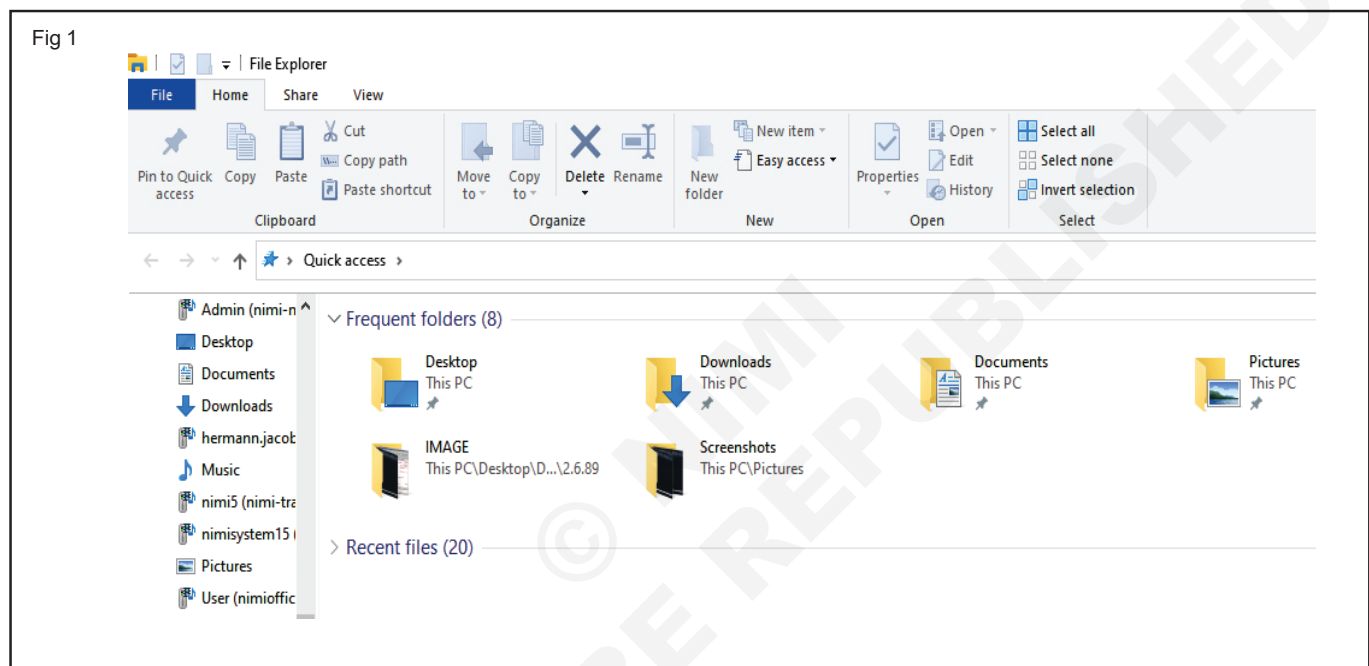 Fig 1
File Explorer
File Home Share View
Pin to Quick access
Copy
Paste
Cut
Copy path
Paste shortcut
Clipboard
Move to
Copy to
Delete
Rename
Organize
New folder
New item
Easy access
New
Properties
Open
Edit
History
Open
Select all
Select none
Invert selection
Select
Quick access
Admin (nimi-n
Desktop
Documents
Downloads
hermann.jacob
Music
nimi5 (nimi-tra
nimisystem15 (
Pictures
User (nimioffic
Frequent folders (8)
Desktop
This PC
Downloads
This PC
Documents
This PC
Pictures
This PC
IMAGE
This PC\Desktop\D...\2.6.89
Screenshots
This PC\Pictures
Recent files (20)
© NIMI
BE REPUBLISHED